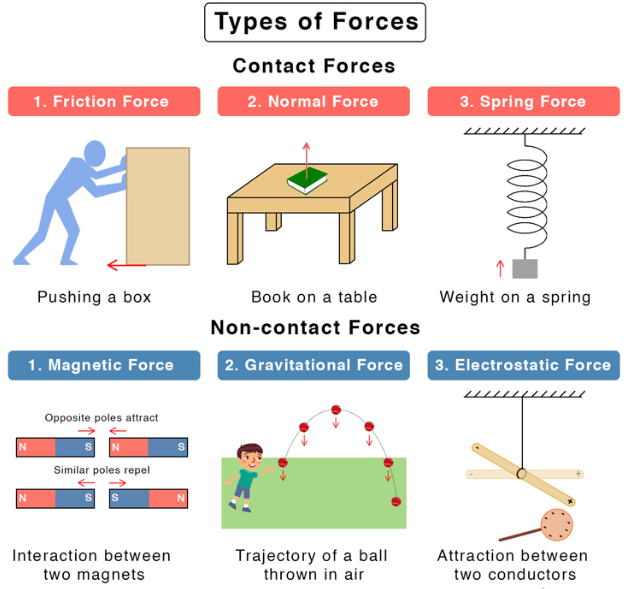 Types of Forces
Contact Forces
1. Friction Force
2. Normal Force
3. Spring Force
Pushing a box
Book on a table
Weight on a spring
Non-contact Forces
1. Magnetic Force
2. Gravitational Force
3. Electrostatic Force
Opposite poles attract
N S N S
Similar poles repel
N S S N
- +
- +
Interaction between
two magnets
Trajectory of a ball
thrown in air
Attraction between
two conductors